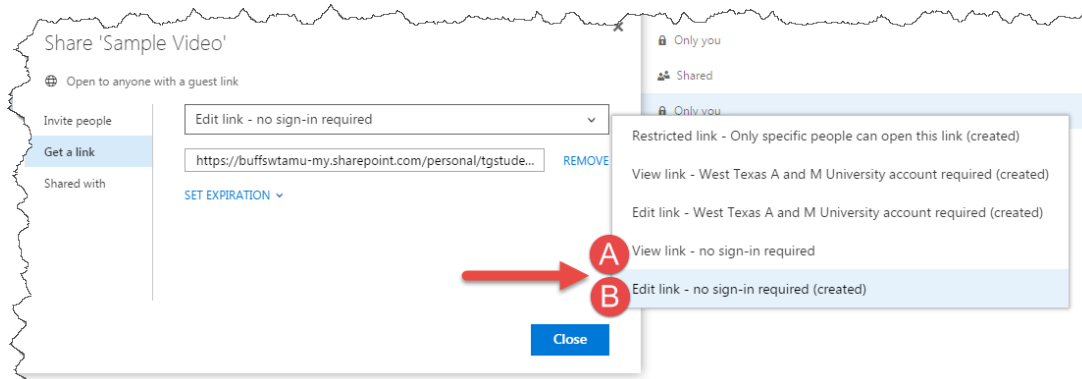 Share 'Sample Video'
Open to anyone with a guest link
Invite people
Get a link
Shared with
Edit link - no sign-in required
https://buffswtamu-my.sharepoint.com/personal/tgstude...
REMOVE
SET EXPIRATION
Close
Only you
Shared
Only you
Restricted link - Only specific people can open this link (created)
View link - West Texas A and M University account required (created)
Edit link - West Texas A and M University account required (created)
A
View link - no sign-in required
B
Edit link - no sign-in required (created)